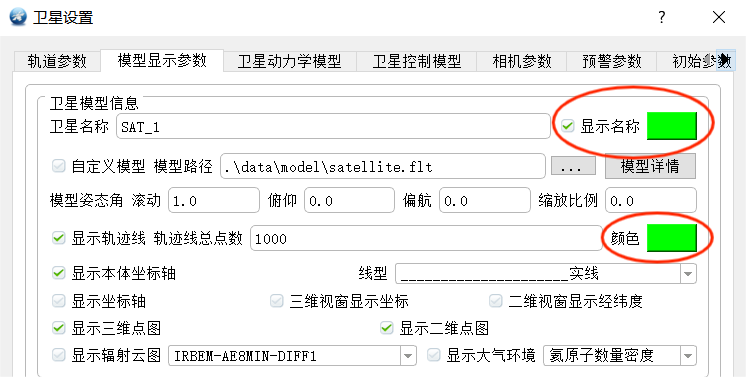 卫星设置
轨道参数 模型显示参数 卫星动力学模型 卫星控制模型 相机参数 预警参数 初始参数
卫星模型信息
卫星名称 SAT_1 显示名称
自定义模型 模型路径 .\data\model\satellite.flt ... 模型详情
模型姿态角 滚动 1.0 俯仰 0.0 偏航 0.0 缩放比例 0.0
显示轨迹线 轨迹线总点数 1000 颜色
显示本体坐标轴 线型 _____________________实线
显示坐标轴 三维视窗显示坐标 二维视窗显示经纬度
显示三维点图 显示二维点图
显示辐射云图 IRBEM-AE8MIN-DIFF1 显示大气环境 氦原子数量密度